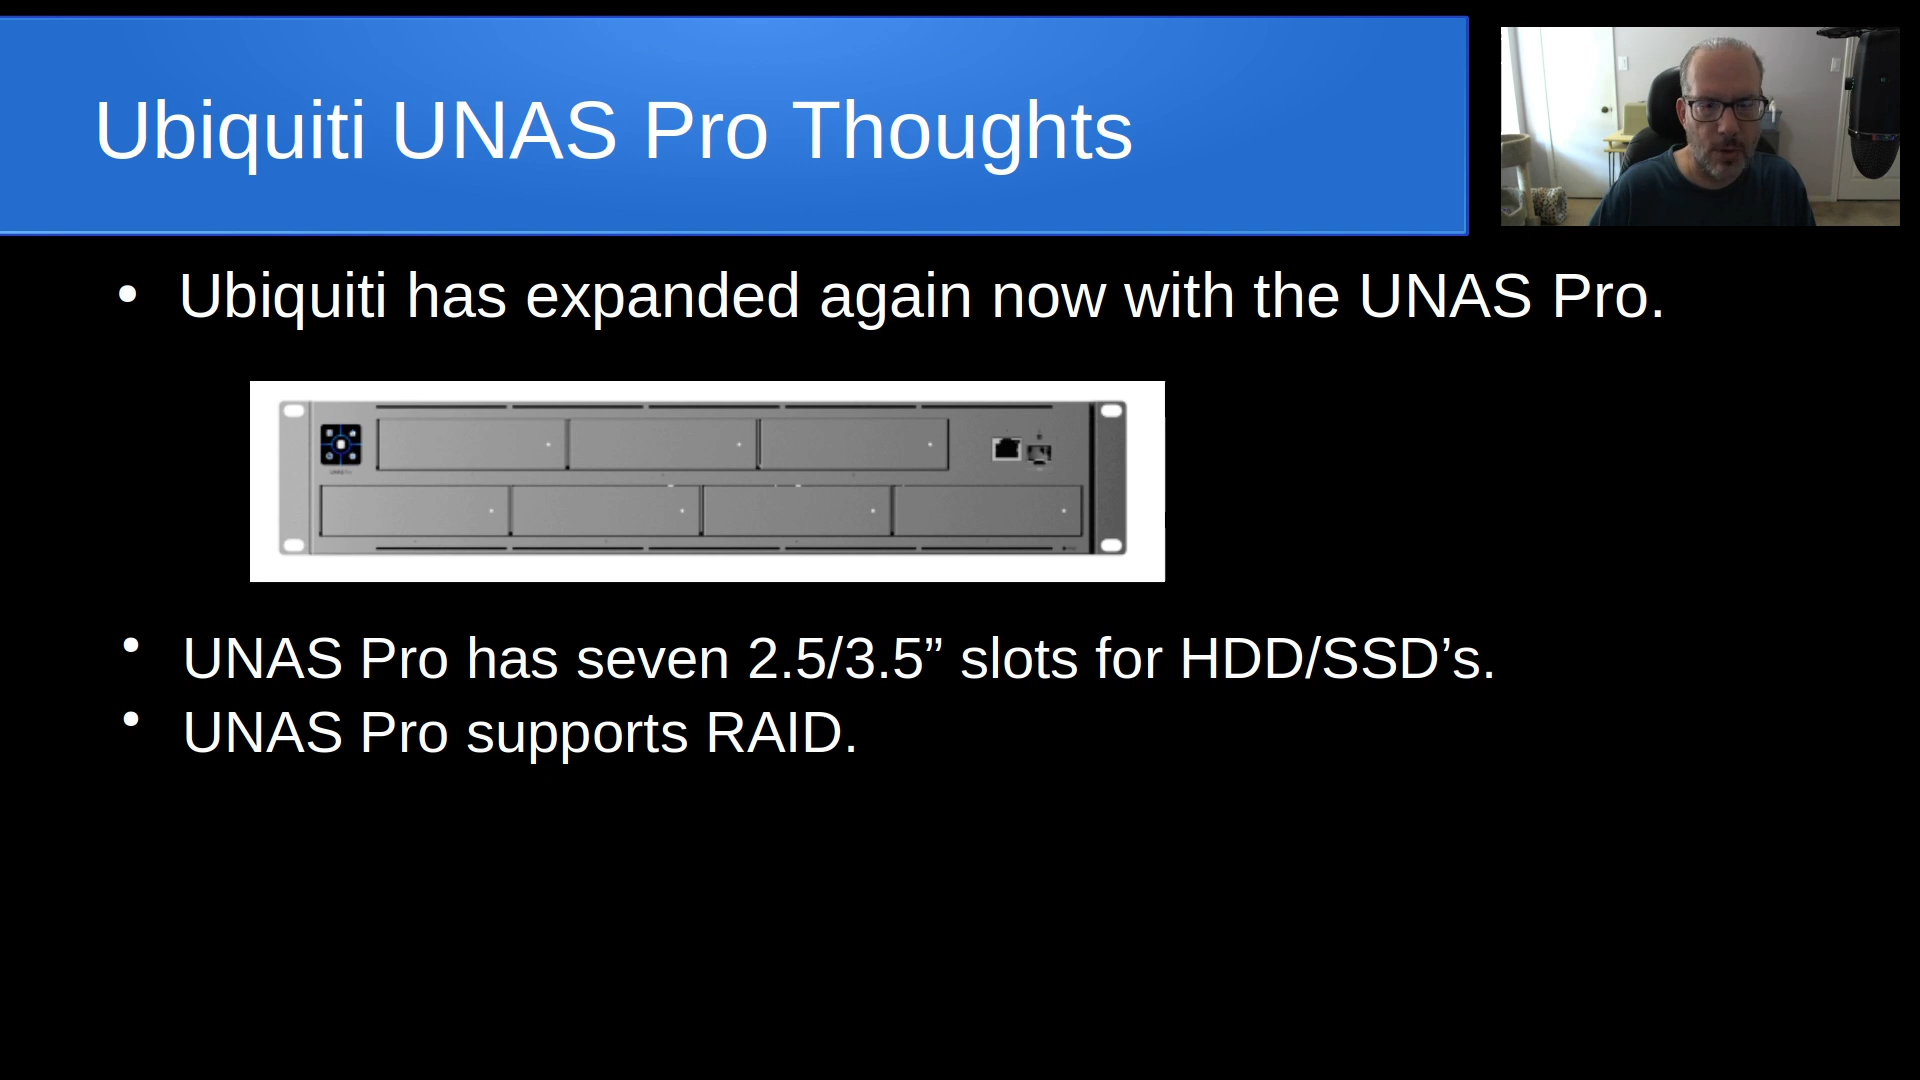 Ubiquiti UNAS Pro Thoughts
• Ubiquiti has expanded again now with the UNAS Pro.
• UNAS Pro has seven 2.5/3.5” slots for HDD/SSD’s.
• UNAS Pro supports RAID.